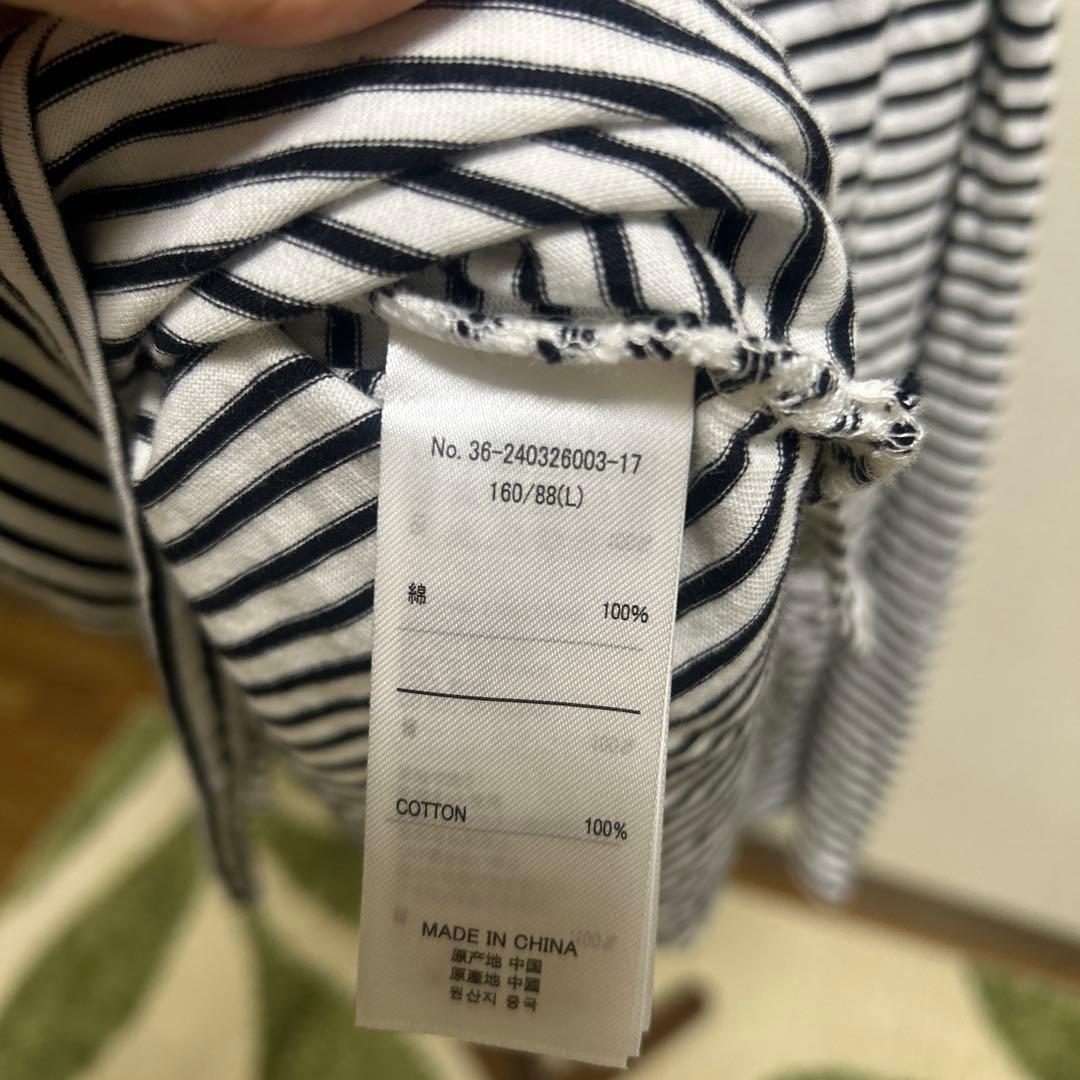 No. 36-240326003-17
160/88(L)
綿 100%
COTTON 100%
MADE IN CHINA
原产地 中国
原產地 中國
원산지 중국